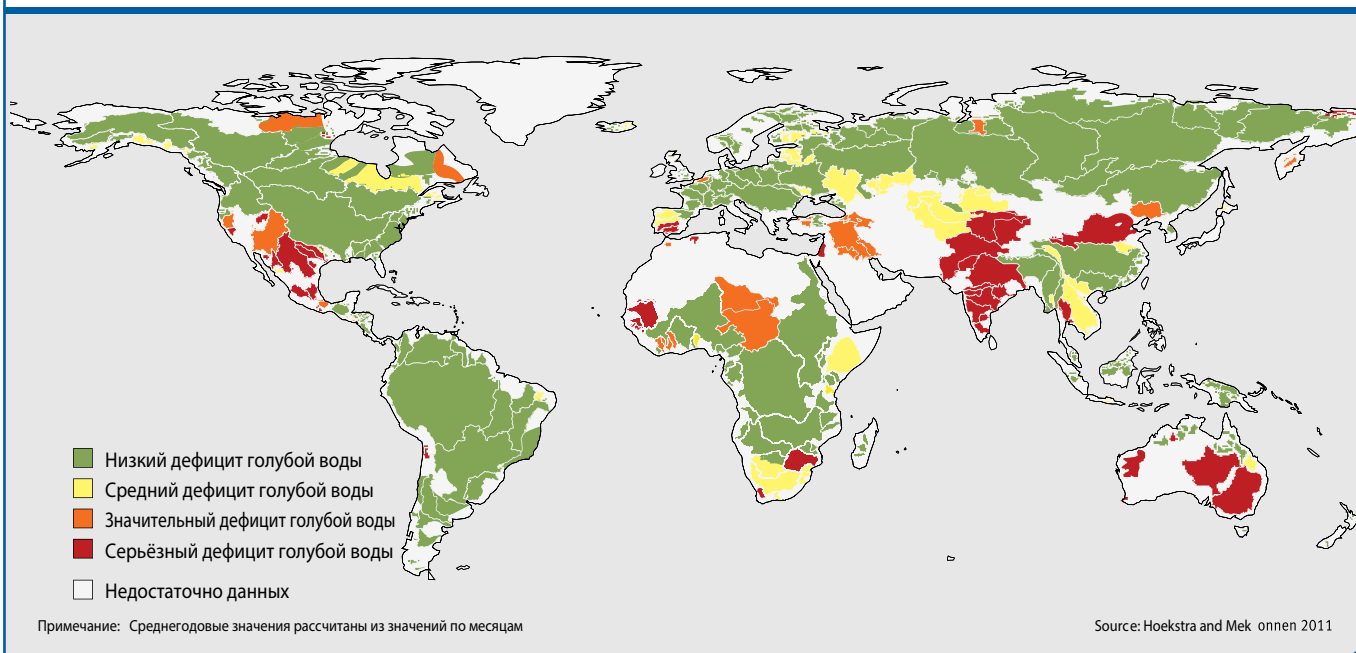 Низкий дефицит голубой воды
Средний дефицит голубой воды
Значительный дефицит голубой воды
Серьёзный дефицит голубой воды
Недостаточно данных
Примечание: Среднегодовые значения рассчитаны из значений по месяцам
Source: Hoekstra and Mek onnen 2011